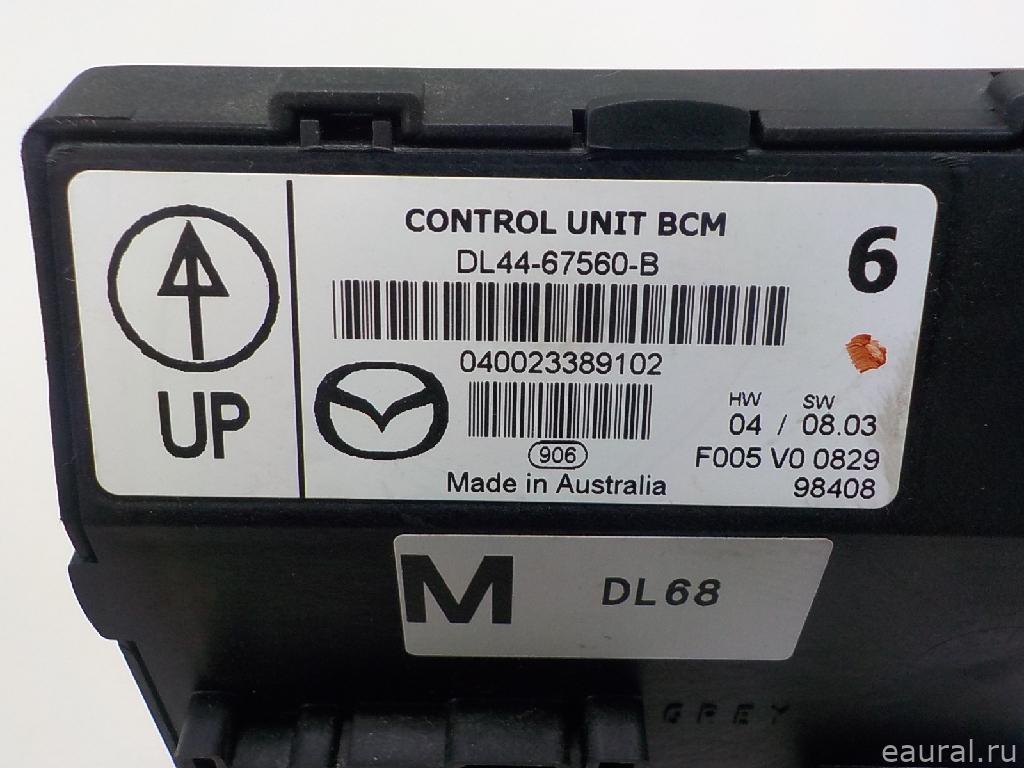 CONTROL UNIT BCM
DL44-67560-B
6
040023389102
UP
HW SW
04 / 08.03
906
F005 V0 0829
Made in Australia
98408
M DL68
GREY
eaural.ru